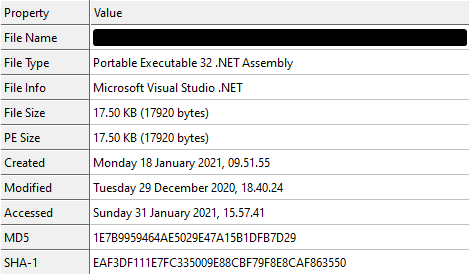 Property Value
File Name
File Type Portable Executable 32 .NET Assembly
File Info Microsoft Visual Studio .NET
File Size 17.50 KB (17920 bytes)
PE Size 17.50 KB (17920 bytes)
Created Monday 18 January 2021, 09.51.55
Modified Tuesday 29 December 2020, 18.40.24
Accessed Sunday 31 January 2021, 15.57.41
MD5 1E7B9959464AE5029E47A15B1DFB7D29
SHA-1 EAF3DF111E7FC335009E88CBF79F8E8CAF863550